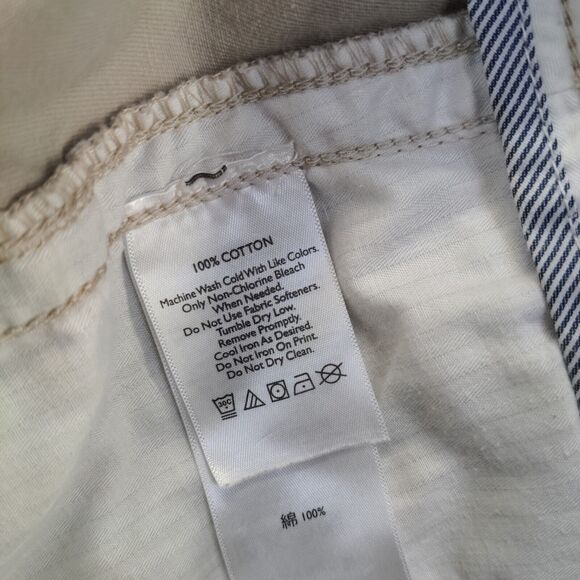 100% COTTON
Machine Wash Cold With Like Colors.
Only Non-Chlorine Bleach
When Needed.
Do Not Use Fabric Softeners.
Tumble Dry Low.
Remove Promptly.
Cool Iron As Desired.
Do Not Iron On Print.
Do Not Dry Clean.
30C
綿 100%